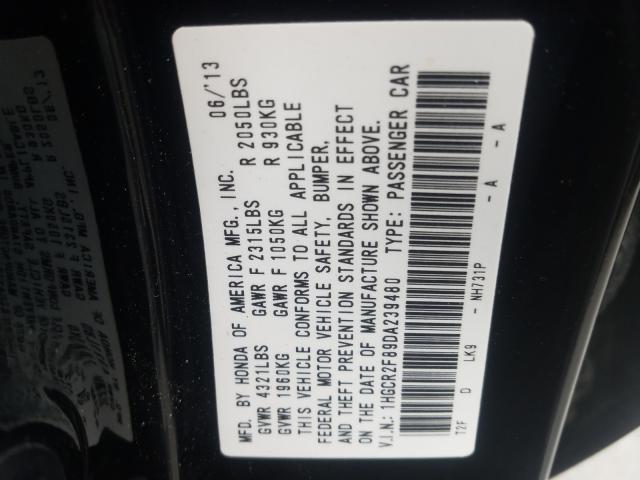 MFD. BY HONDA OF AMERICA MFG., INC. 06/'13
GVWR 4321LBS GAWR F 2315LBS R 2050LBS
GVWR 1960KG GAWR F 1050KG R 930KG
THIS VEHICLE CONFORMS TO ALL APPLICABLE
FEDERAL MOTOR VEHICLE SAFETY, BUMPER,
AND THEFT PREVENTION STANDARDS IN EFFECT
ON THE DATE OF MANUFACTURE SHOWN ABOVE.
V.I.N.: 1HGCR2F89DA239480 TYPE: PASSENGER CAR
T2F D LK9 - NH731P - A - A